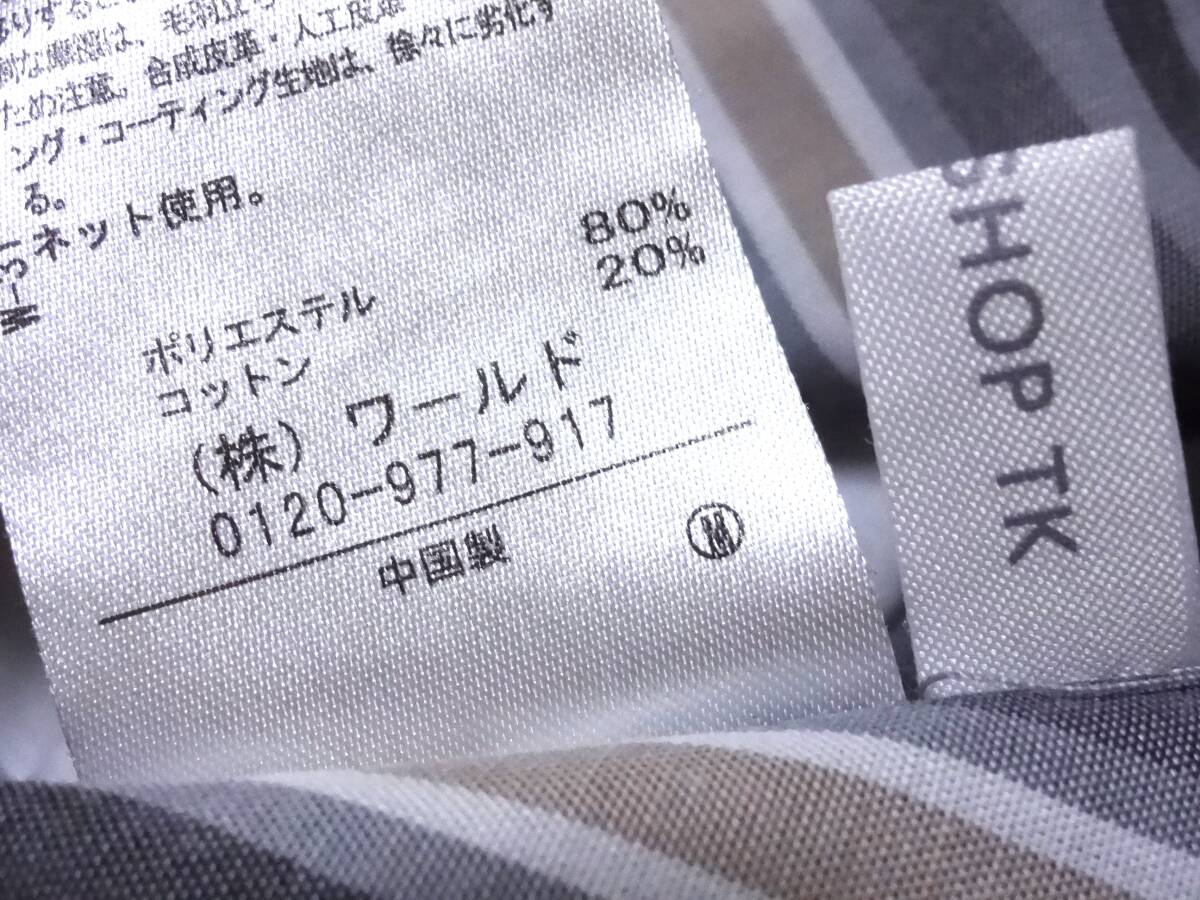 毛羽立
ため注意。合成皮革・人工皮革
ング・コーティング生地は、徐々に劣化す
る。
ネット使用。
ポリエステル 80%
コットン 20%
(株) ワールド
0120-977-917
中国製
SHOP TK